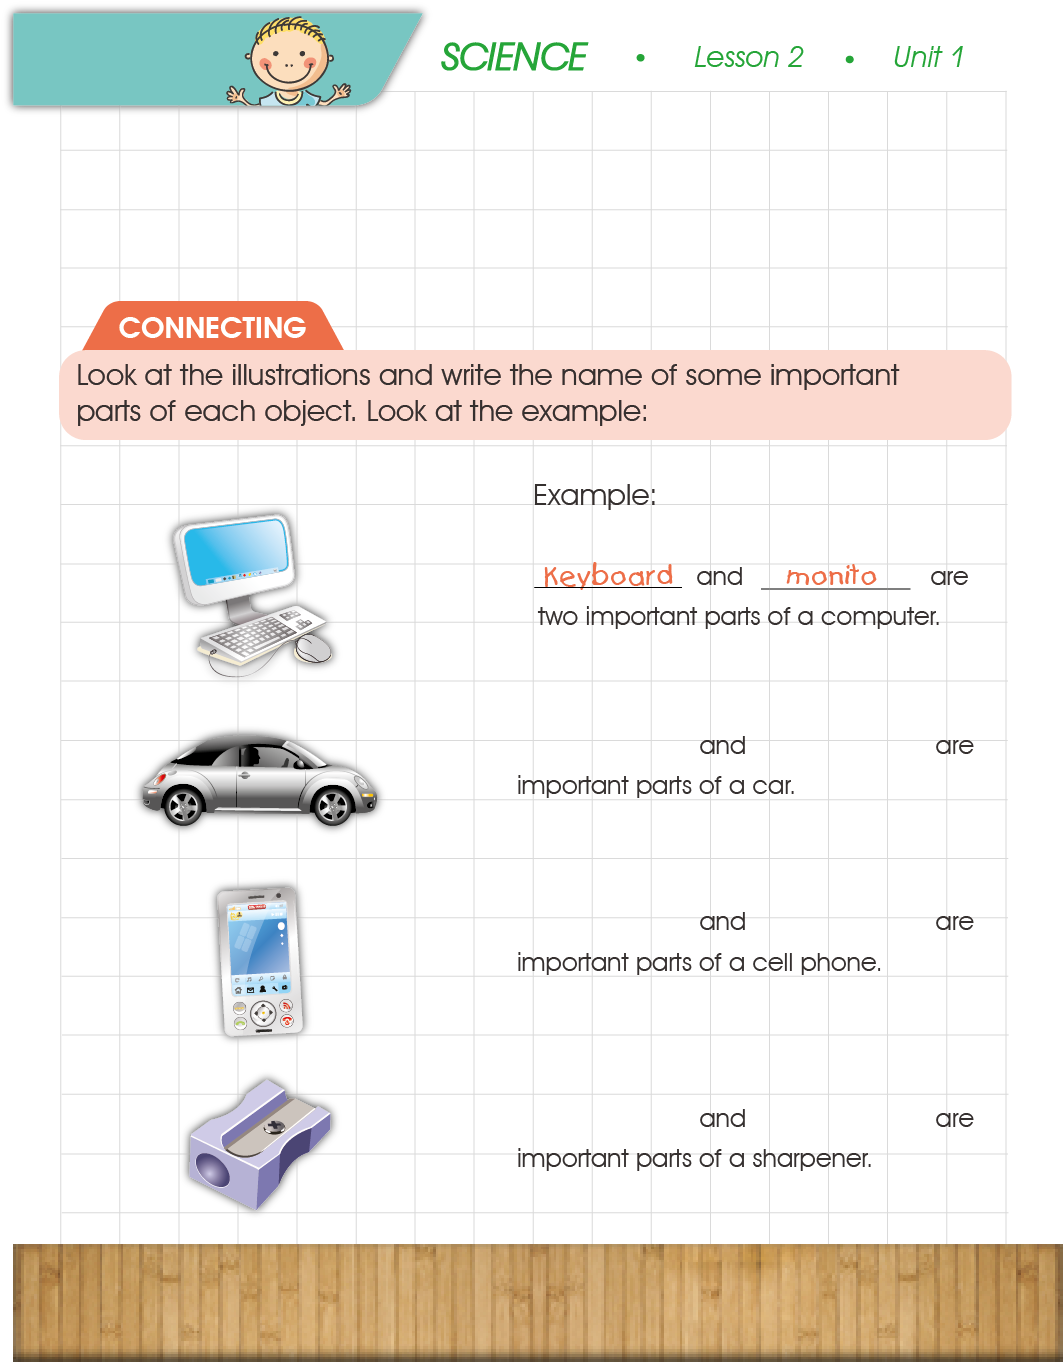 SCIENCE • Lesson 2 • Unit 1
CONNECTING
Look at the illustrations and write the name of some important
parts of each object. Look at the example:
Example:
Keyboard and monito are
two important parts of a computer.
and are
important parts of a car.
and are
important parts of a cell phone.
and are
important parts of a sharpener.